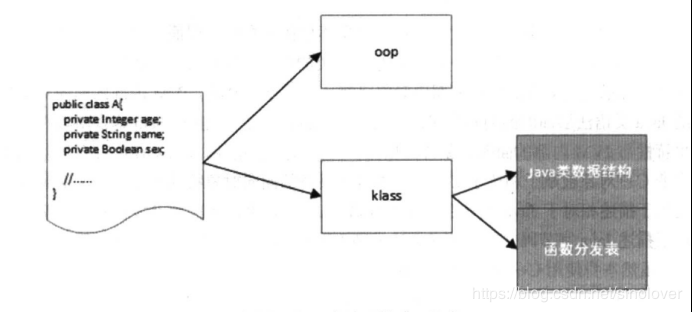 public class A{
private Integer age;
private String name;
private Boolean sex;
//......
}
oop
klass
Java类数据结构
函数分发表
https://blog.csdn.net/sinolover